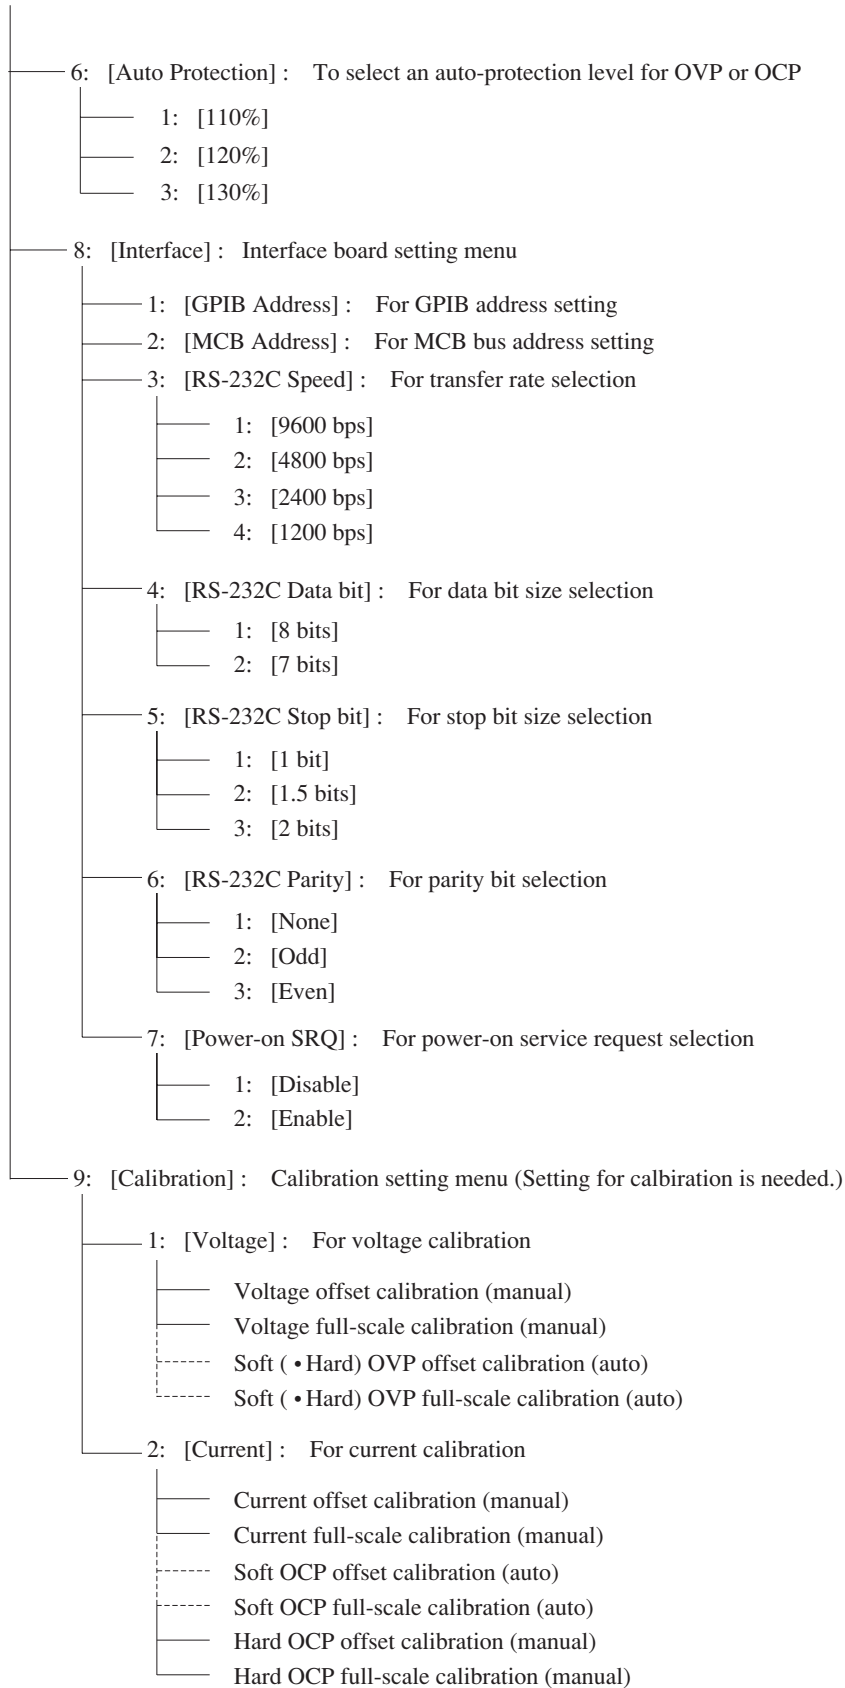 6: [Auto Protection] : To select an auto-protection level for OVP or OCP
1: [110%]
2: [120%]
3: [130%]
8: [Interface] : Interface board setting menu
1: [GPIB Address] : For GPIB address setting
2: [MCB Address] : For MCB bus address setting
3: [RS-232C Speed] : For transfer rate selection
1: [9600 bps]
2: [4800 bps]
3: [2400 bps]
4: [1200 bps]
4: [RS-232C Data bit] : For data bit size selection
1: [8 bits]
2: [7 bits]
5: [RS-232C Stop bit] : For stop bit size selection
1: [1 bit]
2: [1.5 bits]
3: [2 bits]
6: [RS-232C Parity] : For parity bit selection
1: [None]
2: [Odd]
3: [Even]
7: [Power-on SRQ] : For power-on service request selection
1: [Disable]
2: [Enable]
9: [Calibration] : Calibration setting menu (Setting for calbiration is needed.)
1: [Voltage] : For voltage calibration
Voltage offset calibration (manual)
Voltage full-scale calibration (manual)
Soft ( • Hard) OVP offset calibration (auto)
Soft ( • Hard) OVP full-scale calibration (auto)
2: [Current] : For current calibration
Current offset calibration (manual)
Current full-scale calibration (manual)
Soft OCP offset calibration (auto)
Soft OCP full-scale calibration (auto)
Hard OCP offset calibration (manual)
Hard OCP full-scale calibration (manual)